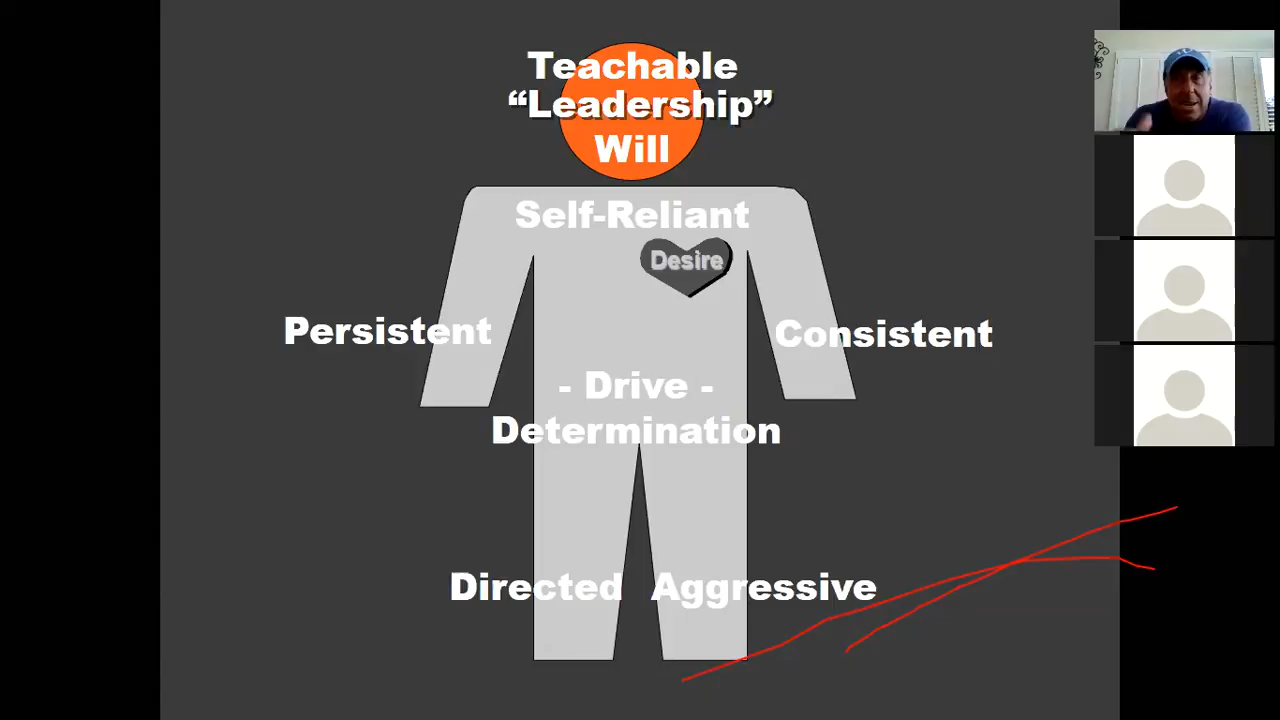 Teachable
“Leadership”
Will
Self-Reliant
Desire
Persistent
Consistent
- Drive -
Determination
Directed Aggressive